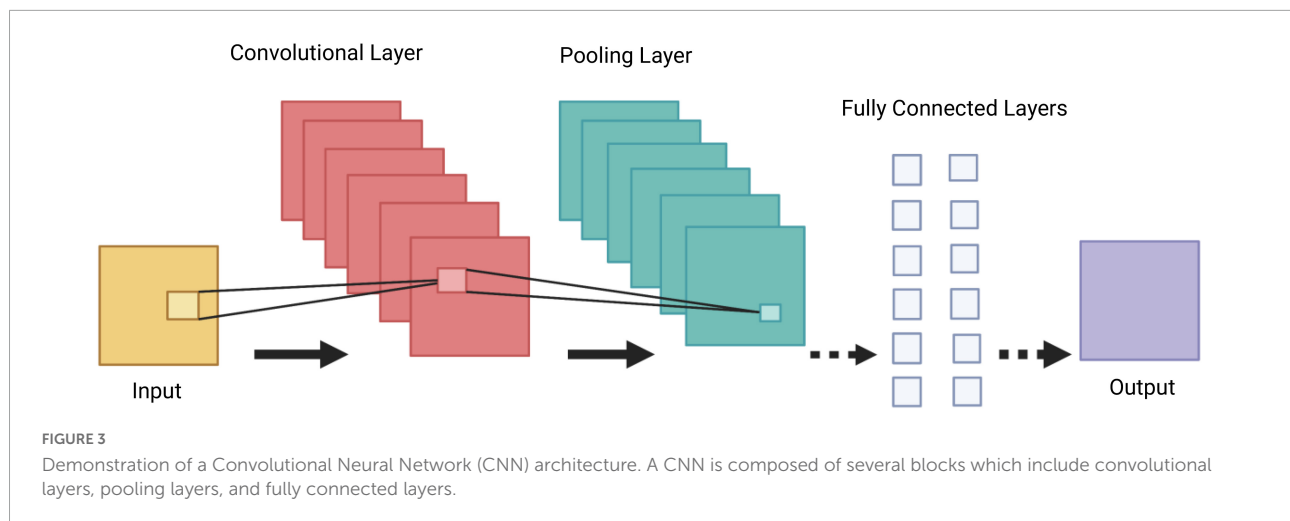 Convolutional Layer
Pooling Layer
Fully Connected Layers
Input
Output
FIGURE 3
Demonstration of a Convolutional Neural Network (CNN) architecture. A CNN is composed of several blocks which include convolutional
layers, pooling layers, and fully connected layers.